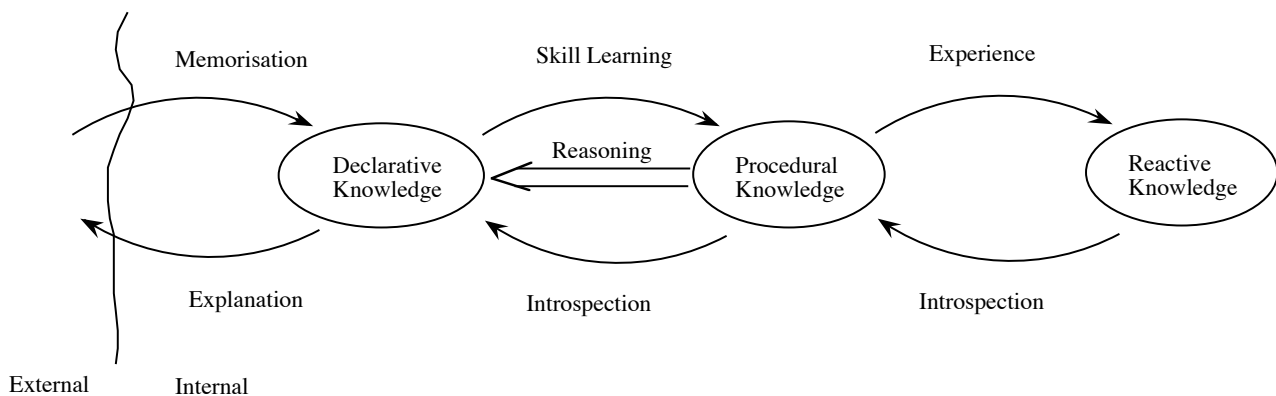 Memorisation
Skill Learning
Experience
Reasoning
Declarative
Knowledge
Procedural
Knowledge
Reactive
Knowledge
Explanation
Introspection
Introspection
External
Internal